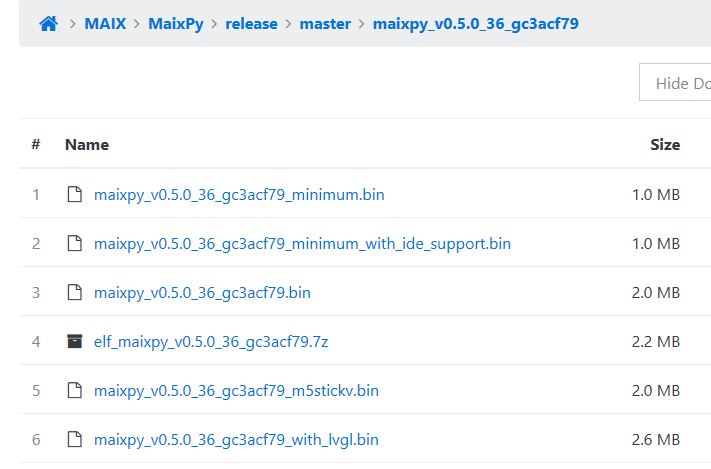 MAIX > MaixPy > release > master > maixpy_v0.5.0_36_gc3acf79
Hide Do
# Name Size
1 maixpy_v0.5.0_36_gc3acf79_minimum.bin 1.0 MB
2 maixpy_v0.5.0_36_gc3acf79_minimum_with_ide_support.bin 1.0 MB
3 maixpy_v0.5.0_36_gc3acf79.bin 2.0 MB
4 elf_maixpy_v0.5.0_36_gc3acf79.7z 2.2 MB
5 maixpy_v0.5.0_36_gc3acf79_m5stickv.bin 2.0 MB
6 maixpy_v0.5.0_36_gc3acf79_with_lvgl.bin 2.6 MB